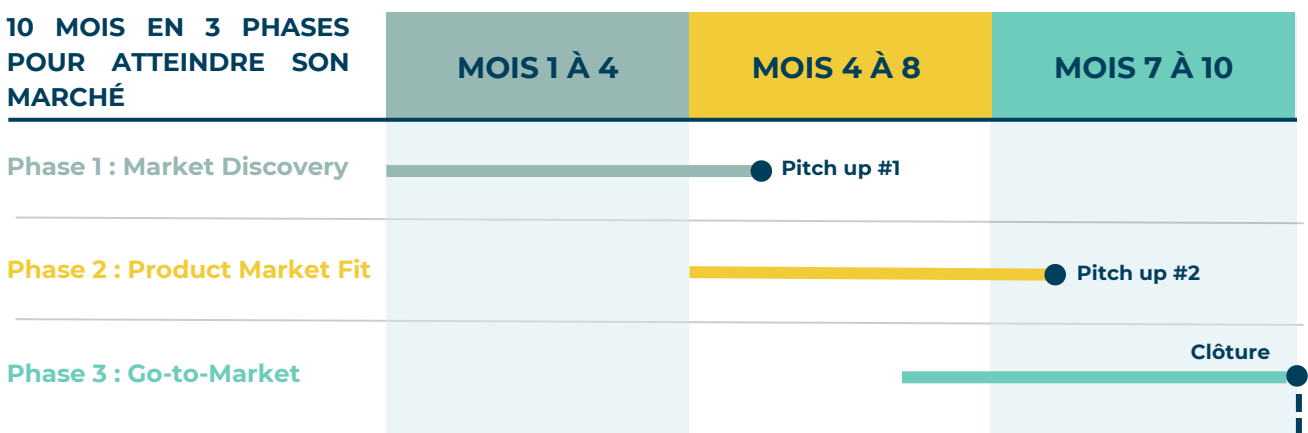 10 MOIS EN 3 PHASES
POUR ATTEINDRE SON
MARCHÉ
MOIS 1 À 4
MOIS 4 À 8
MOIS 7 À 10
Phase 1 : Market Discovery
Pitch up #1
Phase 2 : Product Market Fit
Pitch up #2
Phase 3 : Go-to-Market
Clôture